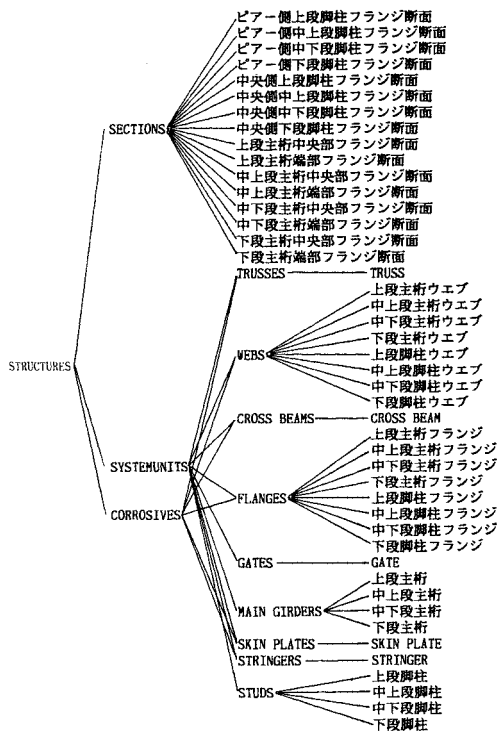 ピアー側上段脚柱フランジ断面
ピアー側中上段脚柱フランジ断面
ピアー側中下段脚柱フランジ断面
ピアー側下段脚柱フランジ断面
中央側上段脚柱フランジ断面
中央側中上段脚柱フランジ断面
中央側中下段脚柱フランジ断面
中央側下段脚柱フランジ断面
上段主桁中央部フランジ断面
上段主桁端部フランジ断面
中上段主桁中央部フランジ断面
中上段主桁端部フランジ断面
中下段主桁中央部フランジ断面
中下段主桁端部フランジ断面
下段主桁中央部フランジ断面
下段主桁端部フランジ断面
SECTIONS
TRUSSES
TRUSS
上段主桁ウエブ
中上段主桁ウエブ
中下段主桁ウエブ
下段主桁ウエブ
上段脚柱ウエブ
中上段脚柱ウエブ
中下段脚柱ウエブ
下段脚柱ウエブ
WEBS
STRUCTURES
CROSS BEAMS
CROSS BEAM
上段主桁フランジ
中上段主桁フランジ
中下段主桁フランジ
下段主桁フランジ
上段脚柱フランジ
中上段脚柱フランジ
中下段脚柱フランジ
下段脚柱フランジ
SYSTEMUNITS
FLANGES
CORROSIVES
GATES
GATE
上段主桁
中上段主桁
中下段主桁
下段主桁
MAIN GIRDERS
SKIN PLATES
SKIN PLATE
STRINGERS
STRINGER
上段脚柱
中上段脚柱
中下段脚柱
下段脚柱
STUDS